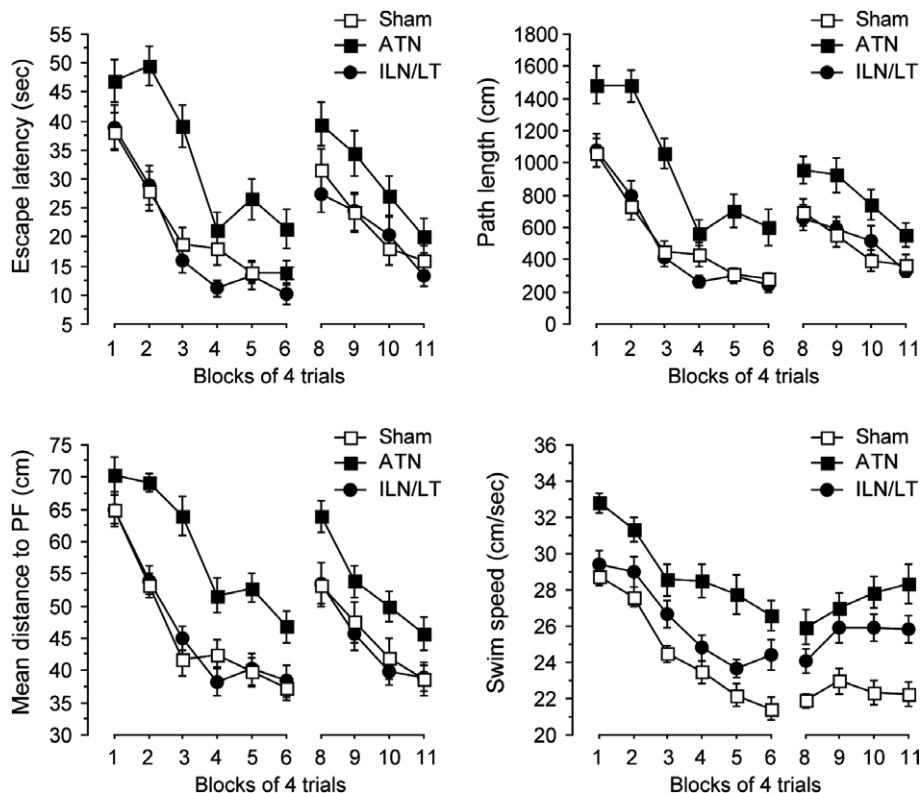 Sham
ATN
ILN/LT
Escape latency (sec)
55
50
45
40
35
30
25
20
15
10
5
1 2 3 4 5 6 8 9 10 11
Blocks of 4 trials
Sham
ATN
ILN/LT
Path length (cm)
1800
1600
1400
1200
1000
800
600
400
200
0
1 2 3 4 5 6 8 9 10 11
Blocks of 4 trials
Sham
ATN
ILN/LT
Mean distance to PF (cm)
75
70
65
60
55
50
45
40
35
30
1 2 3 4 5 6 8 9 10 11
Blocks of 4 trials
Sham
ATN
ILN/LT
Swim speed (cm/sec)
36
34
32
30
28
26
24
22
20
1 2 3 4 5 6 8 9 10 11
Blocks of 4 trials